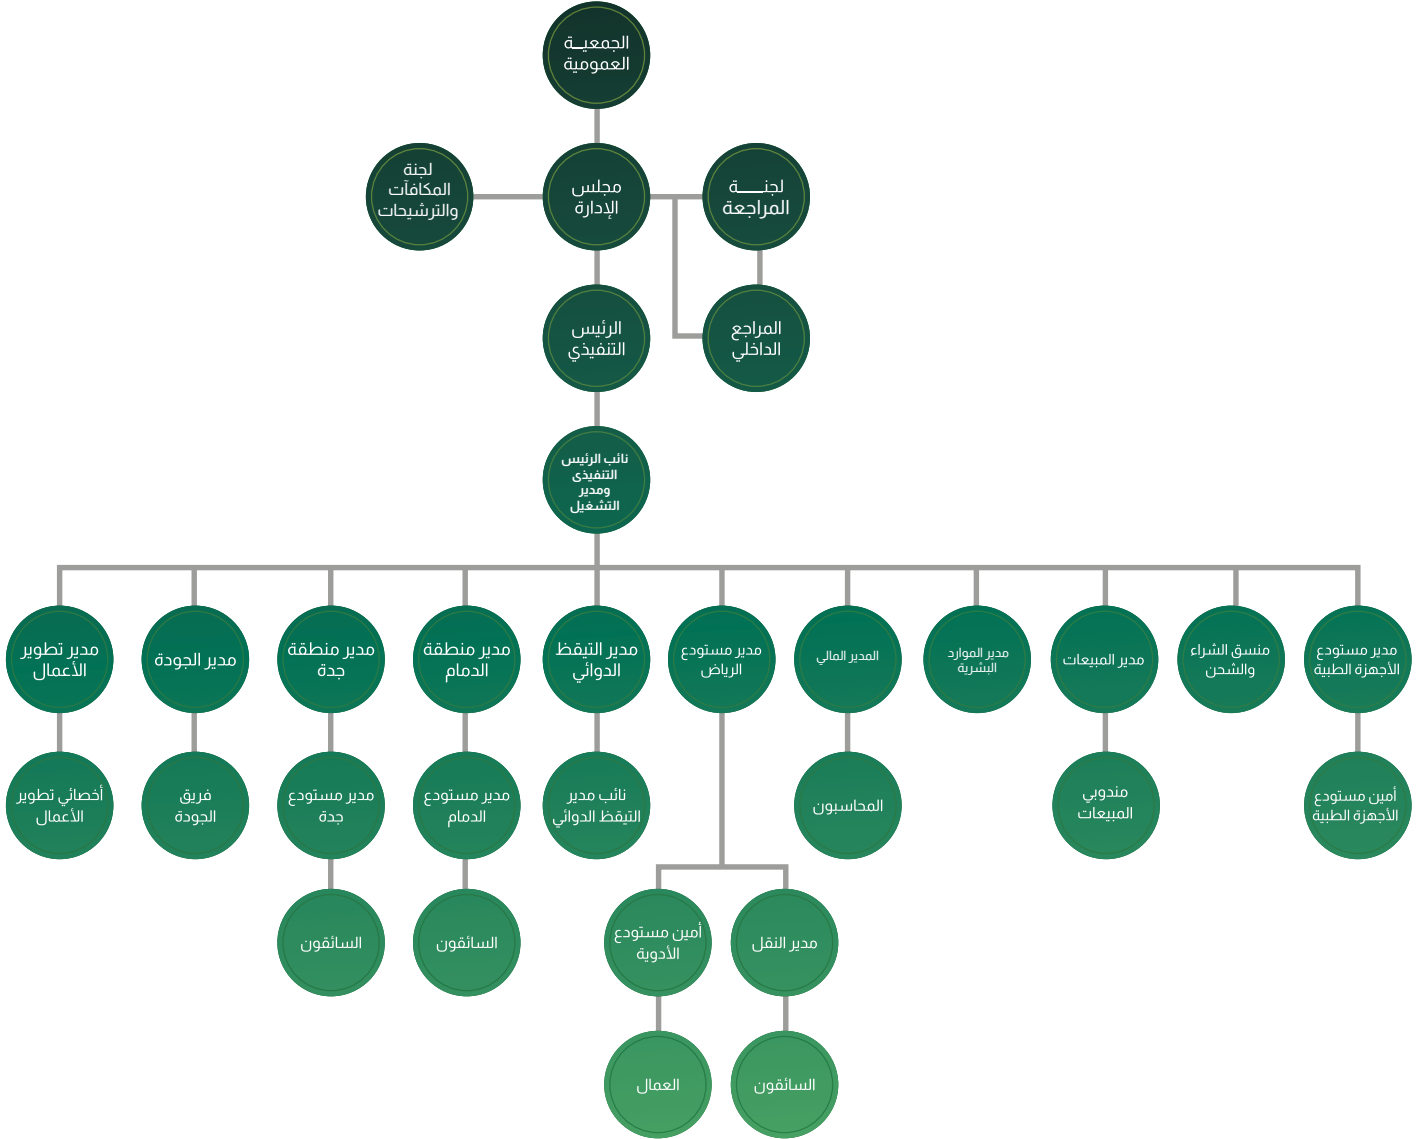 الجمعيــة
العمومية
لجنــــة
المراجعة
مجلس
الإدارة
لجنة
المكافآت
والترشيحات
المراجع
الداخلي
الرئيس
التنفيذي
نائب الرئيس
التنفيذى
ومدير
التشغيل
مدير مستودع
الأجهزة الطبية
منسق الشراء
والشحن
مدير المبيعات
مدير الموارد
البشرية
المدير المالي
مدير مستودع
الرياض
مدير التيقظ
الدوائي
مدير منطقة
الدمام
مدير منطقة
جدة
مدير الجودة
مدير تطوير
الأعمال
أمين مستودع
الأجهزة الطبية
مندوبي
المبيعات
المحاسبون
نائب مدير
التيقظ الدوائي
مدير مستودع
الدمام
مدير مستودع
جدة
فريق
الجودة
أخصائي تطوير
الأعمال
مدير النقل
أمين مستودع
الأدوية
السائقون
السائقون
السائقون
العمال